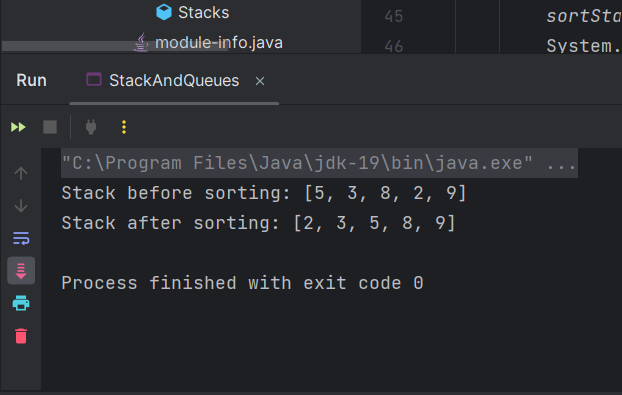 Stacks
module-info.java
45 sortSta
46 System.
Run StackAndQueues ×
"C:\Program Files\Java\jdk-19\bin\java.exe" ...
Stack before sorting: [5, 3, 8, 2, 9]
Stack after sorting: [2, 3, 5, 8, 9]
Process finished with exit code 0